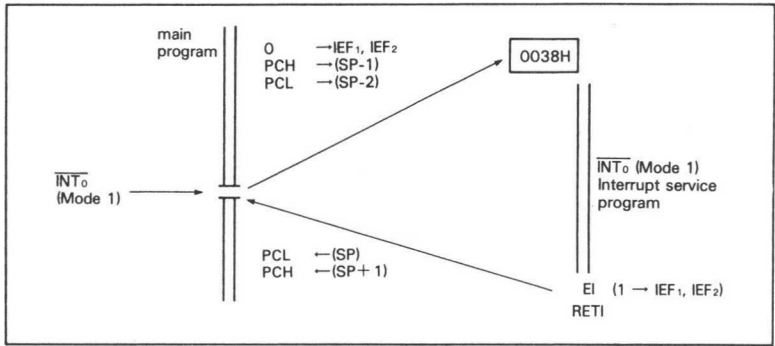 main
program
O →IEF₁, IEF₂
PCH →(SP-1)
PCL →(SP-2)
0038H
INT₀
(Mode 1)
INT₀ (Mode 1)
Interrupt service
program
PCL ←(SP)
PCH ←(SP+1)
EI (1 → IEF₁, IEF₂)
RETI